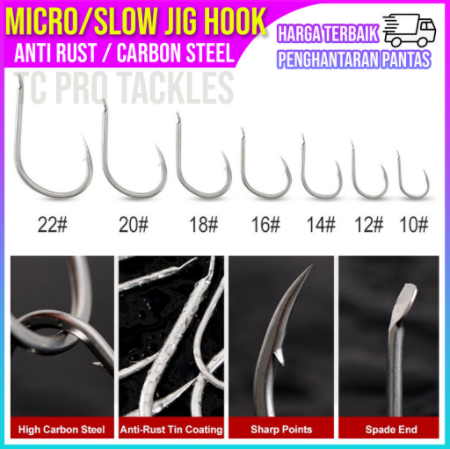 MICRO/SLOW JIG HOOK
ANTI RUST / CARBON STEEL
HARGA TERBAIK
PENGHANTARAN PANTAS
TC PRO TACKLES
22#
20#
18#
16#
14#
12#
10#
High Carbon Steel
Anti-Rust Tin Coating
Sharp Points
Spade End